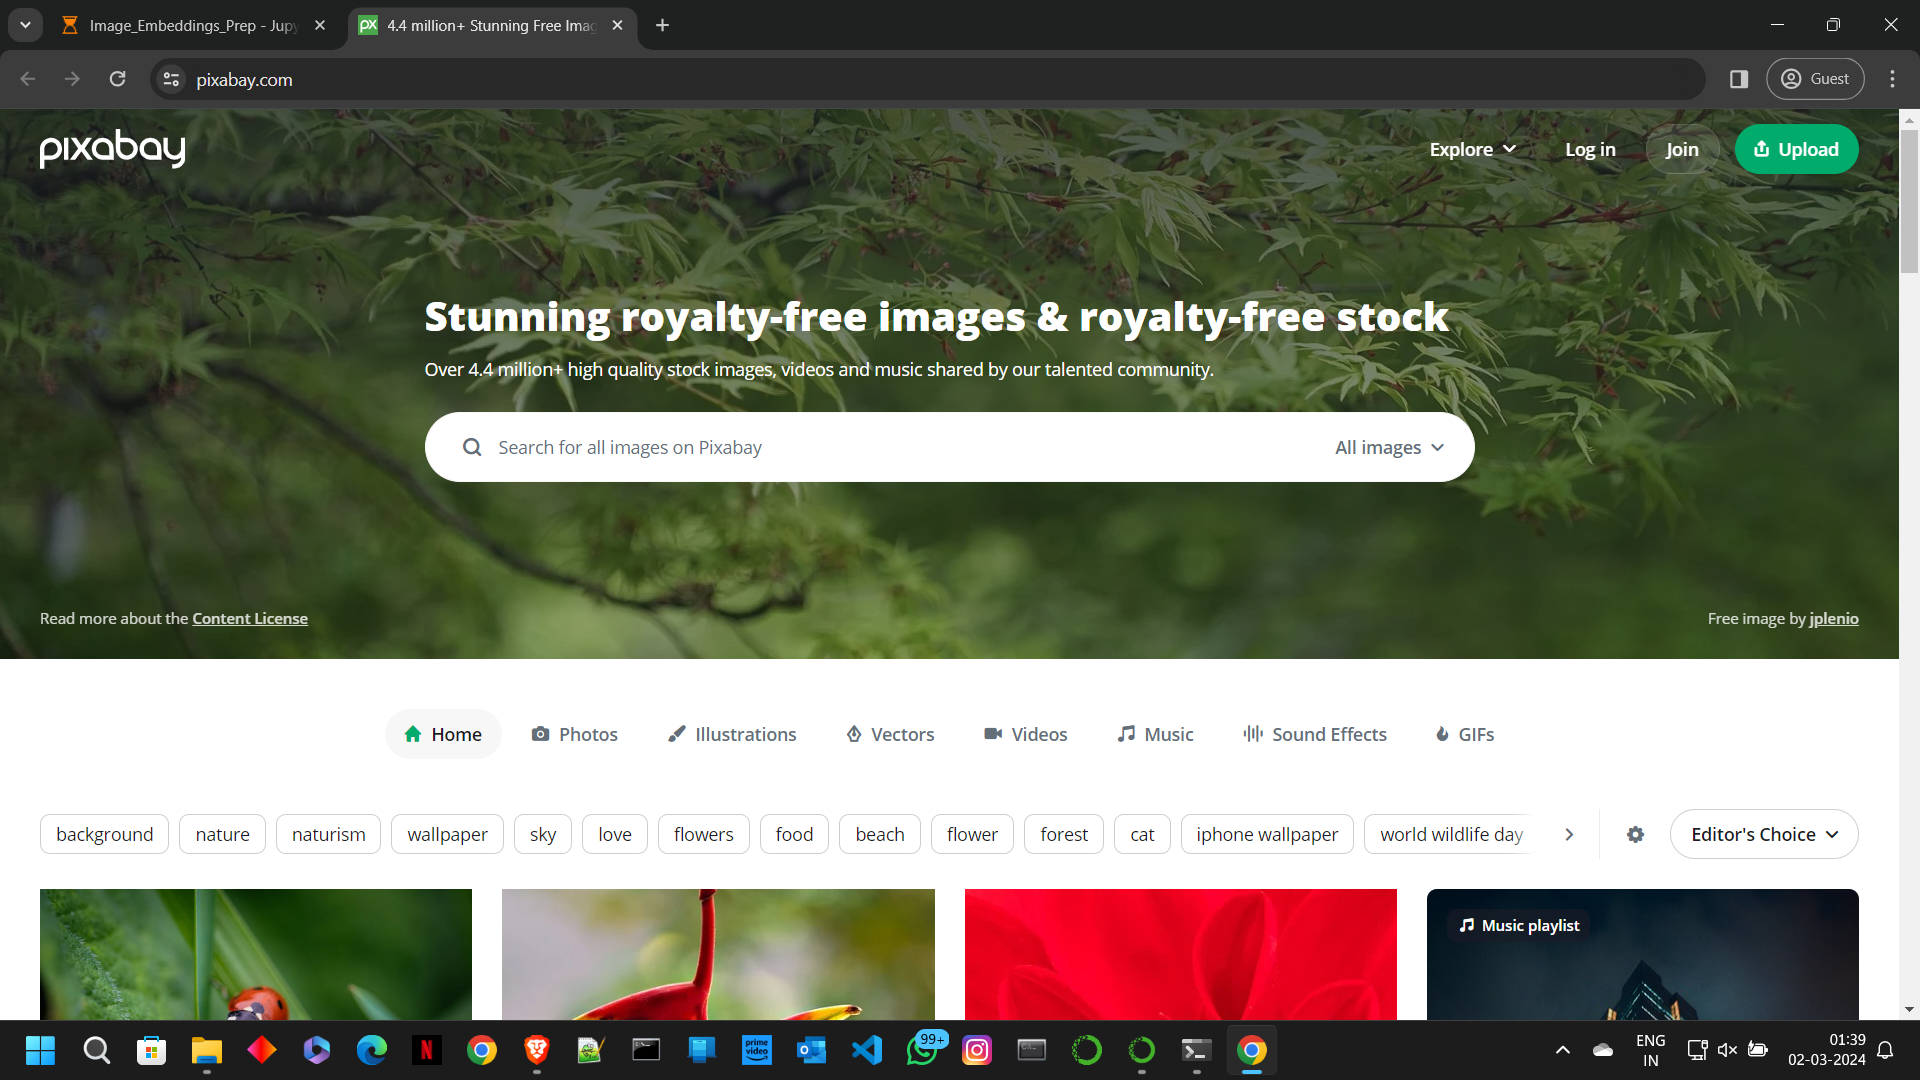 Image_Embeddings_Prep - Jupy
4.4 million+ Stunning Free Imag
pixabay.com
Guest
pixabay
Explore
Log in
Join
Upload
Stunning royalty-free images & royalty-free stock
Over 4.4 million+ high quality stock images, videos and music shared by our talented community.
Search for all images on Pixabay
All images
Read more about the Content License
Free image by jplenio
Home
Photos
Illustrations
Vectors
Videos
Music
Sound Effects
GIFs
background
nature
naturism
wallpaper
sky
love
flowers
food
beach
flower
forest
cat
iphone wallpaper
world wildlife day
Editor's Choice
Music playlist
prime
video
99+
ENG
IN
01:39
02-03-2024